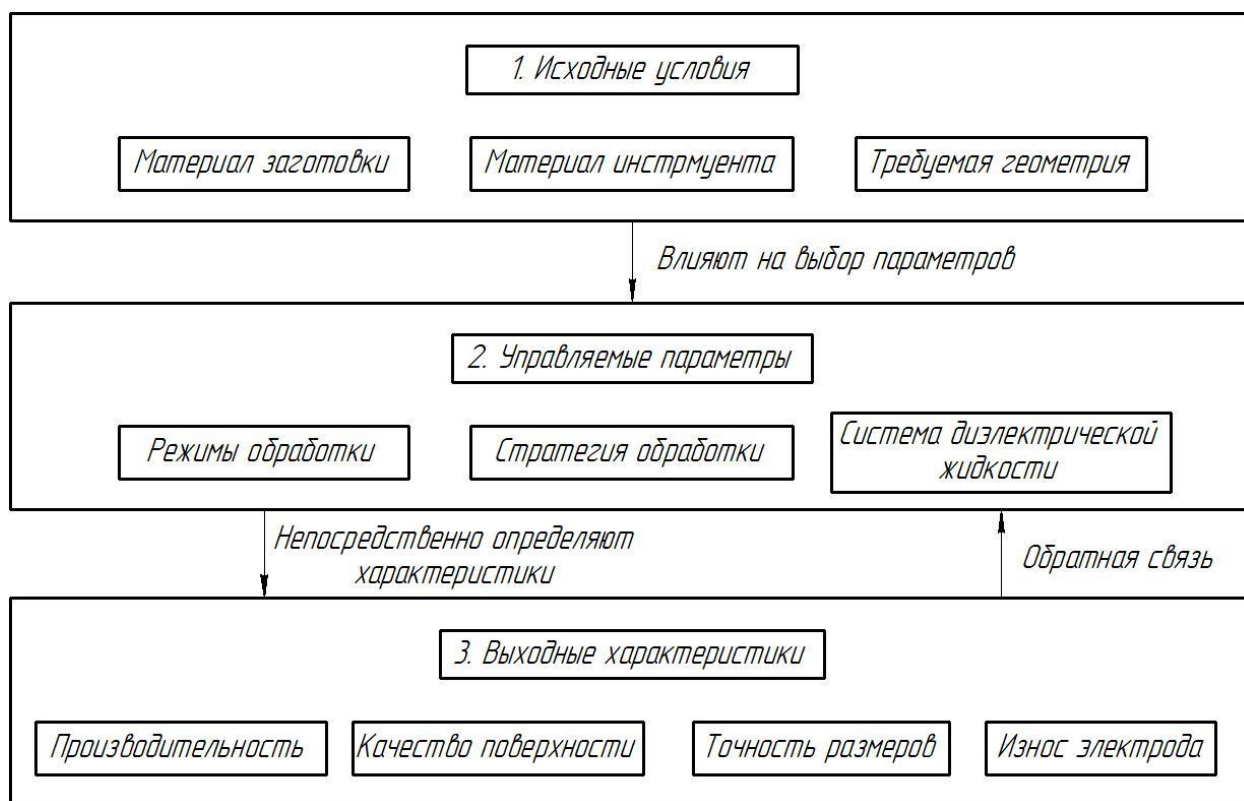 1. Исходные условия
Материал заготовки
Материал инстрмуента
Требуемая геометрия
Влияют на выбор параметров
2. Управляемые параметры
Режимы обработки
Стратегия обработки
Система диэлектрической
жидкости
Непосредственно определяют
характеристики
Обратная связь
3. Выходные характеристики
Производительность
Качество поверхности
Точность размеров
Износ электрода